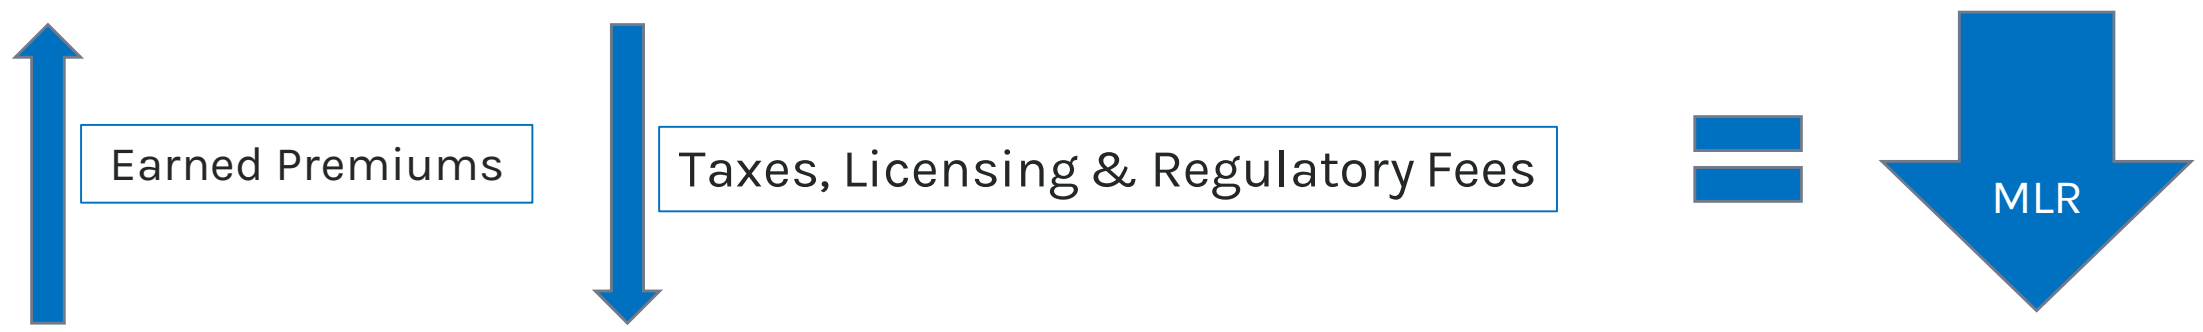 Earned Premiums
Taxes, Licensing & Regulatory Fees
MLR